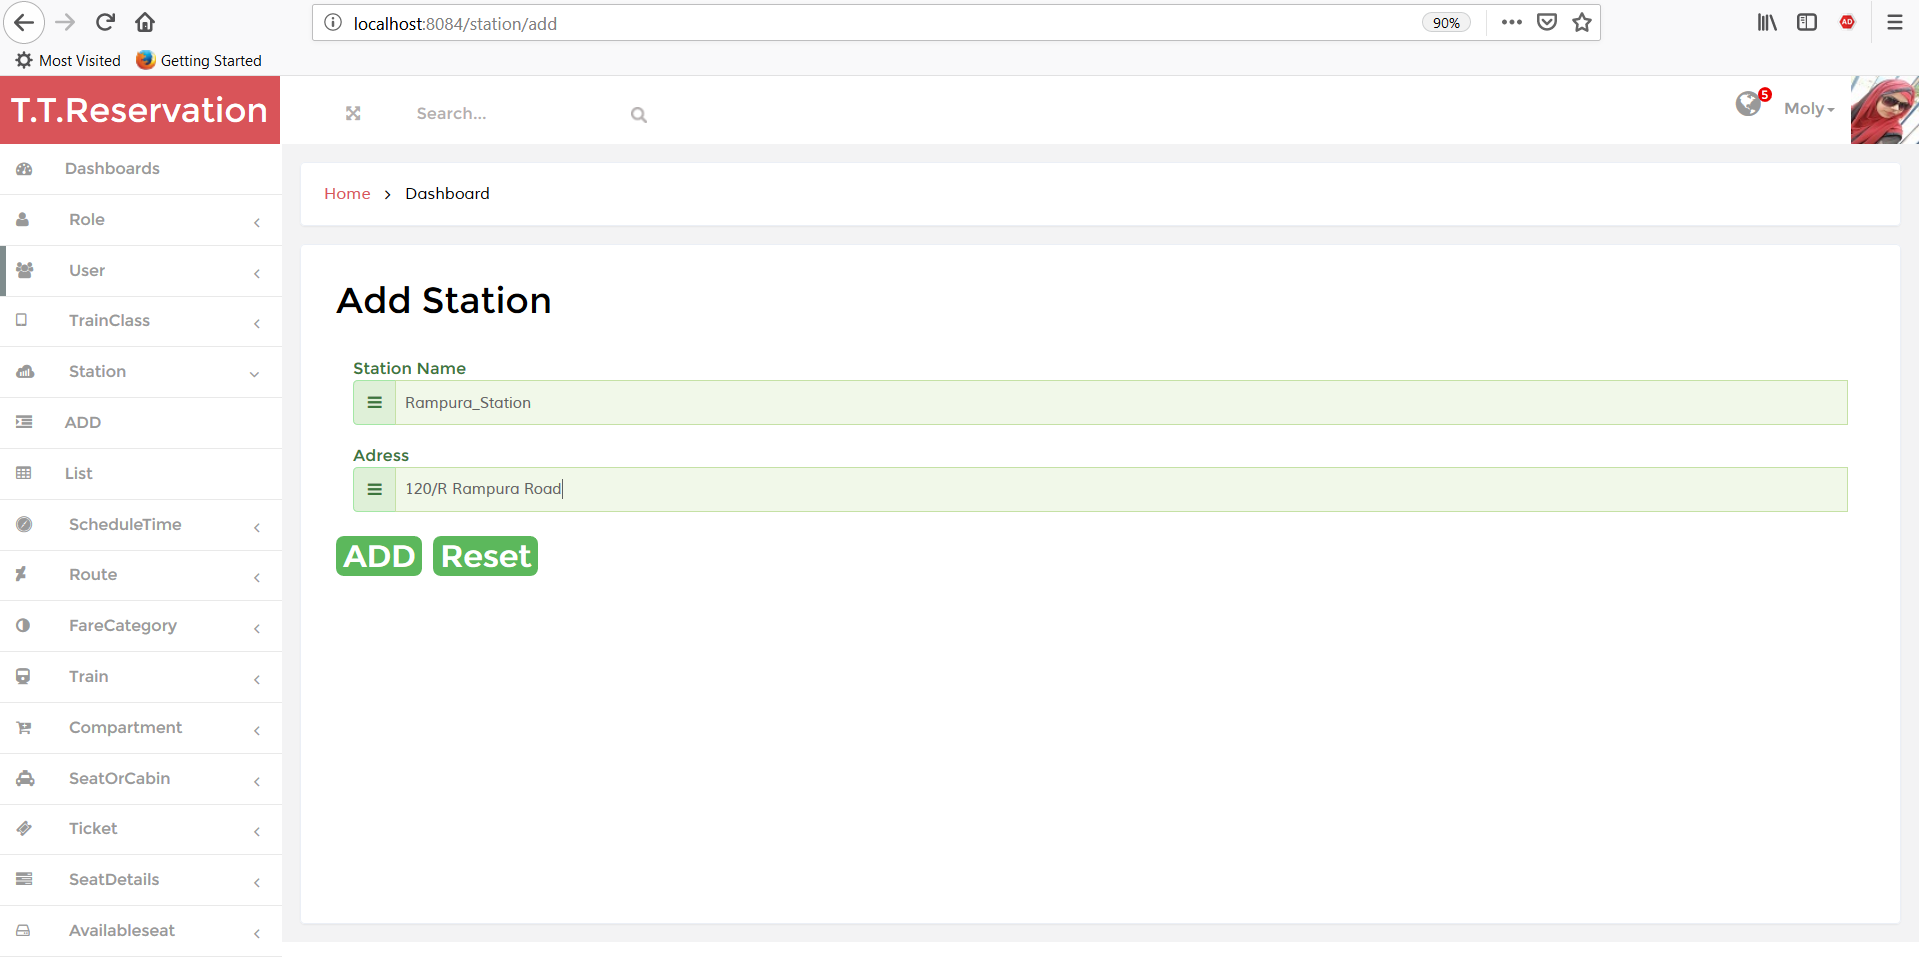 localhost:8084/station/add
90%
Most Visited
Getting Started
T.T.Reservation
Search...
5
Moly
Dashboards
Role
User
TrainClass
Station
ADD
List
ScheduleTime
Route
FareCategory
Train
Compartment
SeatOrCabin
Ticket
SeatDetails
Availableseat
Home > Dashboard
Add Station
Station Name
Rampura_Station
Adress
120/R Rampura Road
ADD Reset